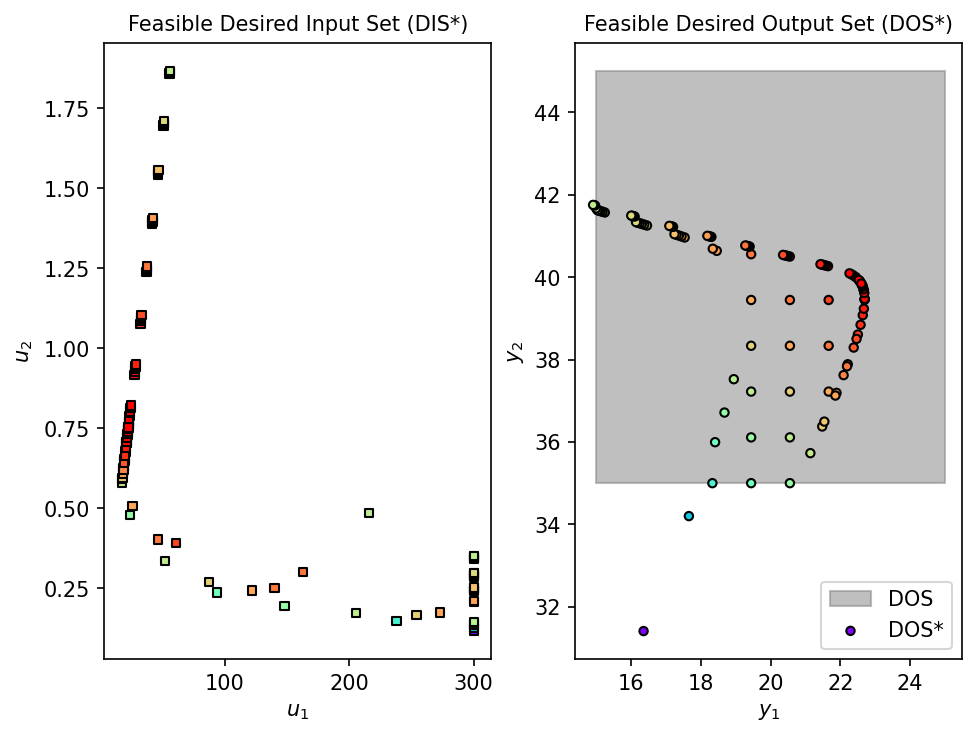 Feasible Desired Input Set (DIS*)
1.75
1.50
1.25
1.00
0.75
0.50
0.25
u₂
100
200
300
u₁
Feasible Desired Output Set (DOS*)
44
42
40
38
36
34
32
y₂
16
18
20
22
24
y₁
DOS
DOS*